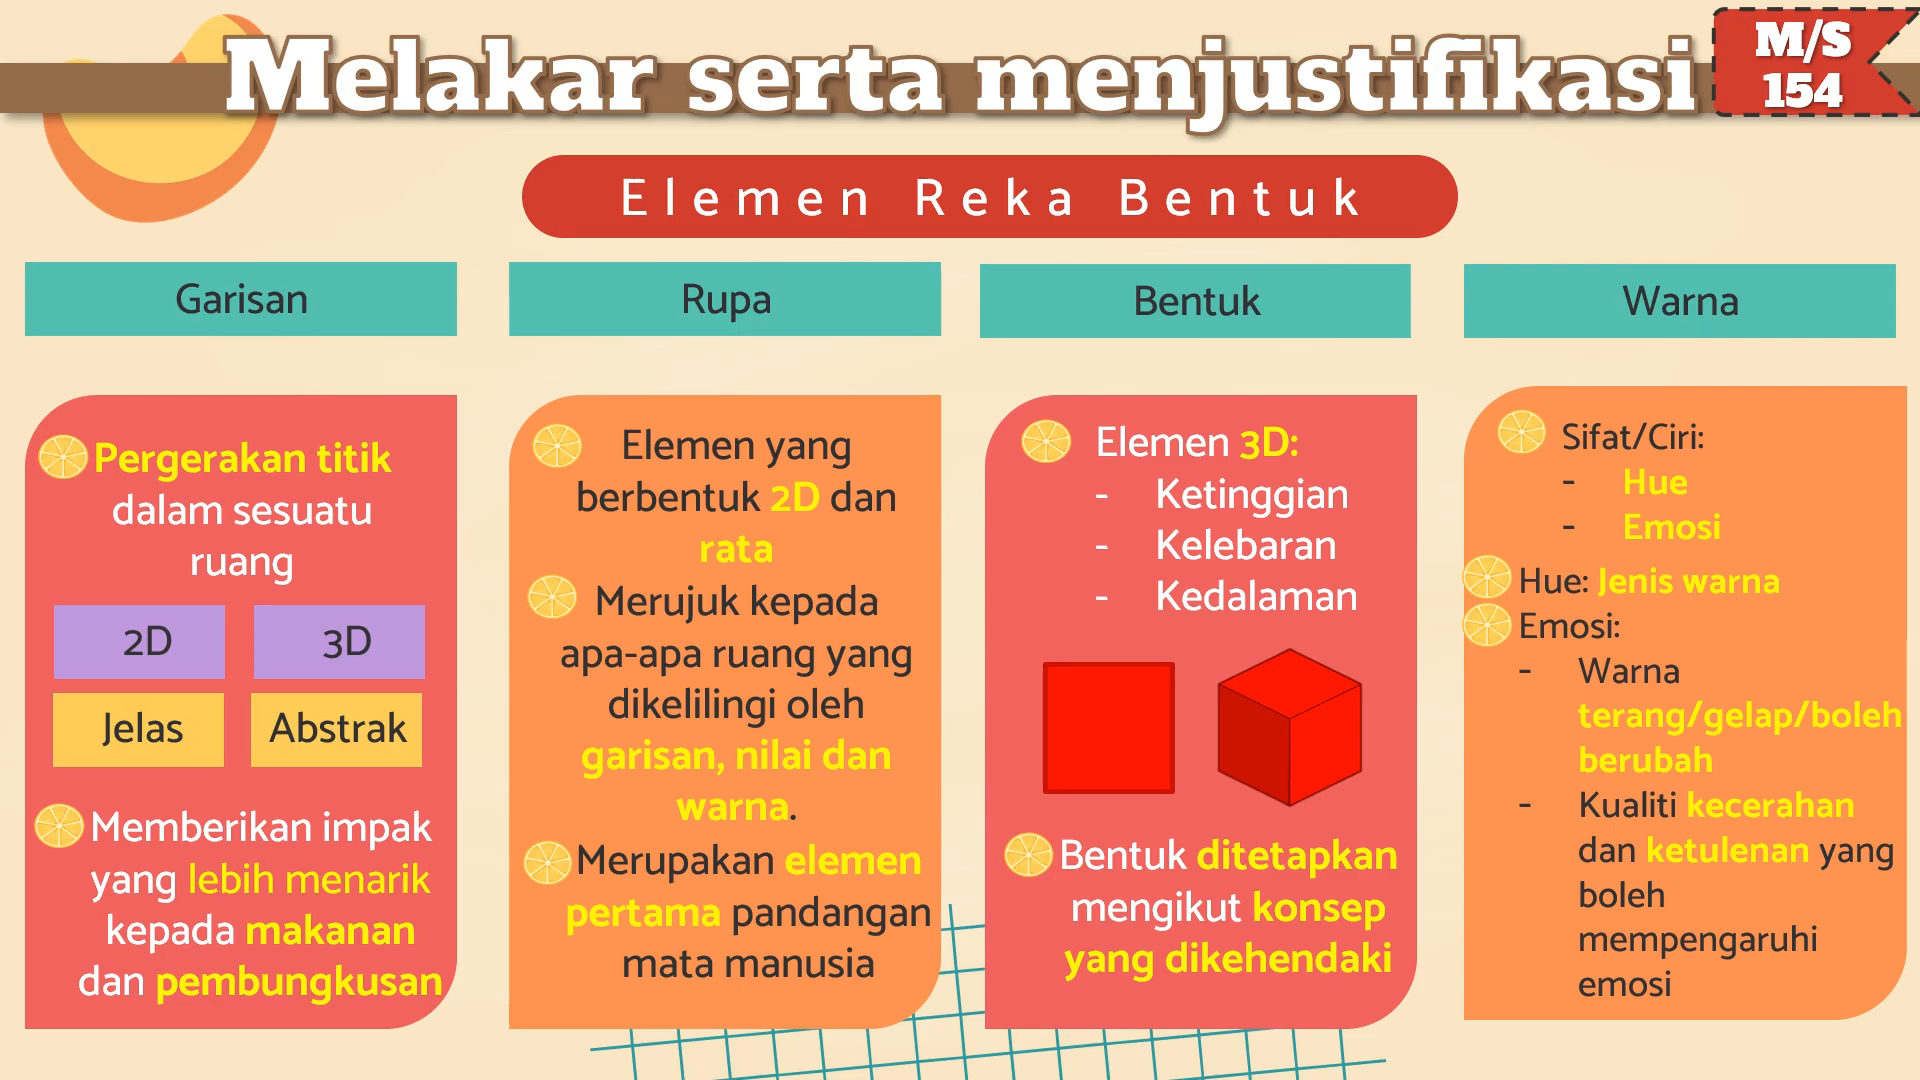 Melakar serta menjustifikasi
M/S
154
Elemen Reka Bentuk
Garisan
Pergerakan titik
dalam sesuatu
ruang
2D
3D
Jelas
Abstrak
Memberikan impak
yang lebih menarik
kepada makanan
dan pembungkusan
Rupa
Elemen yang
berbentuk 2D dan
rata
Merujuk kepada
apa-apa ruang yang
dikelilingi oleh
garisan, nilai dan
warna.
Merupakan elemen
pertama pandangan
mata manusia
Bentuk
Elemen 3D:
- Ketinggian
- Kelebaran
- Kedalaman
Bentuk ditetapkan
mengikut konsep
yang dikehendaki
Warna
Sifat/Ciri:
- Hue
- Emosi
Hue: Jenis warna
Emosi:
- Warna
terang/gelap/boleh
berubah
- Kualiti kecerahan
dan ketulenan yang
boleh
mempengaruhi
emosi